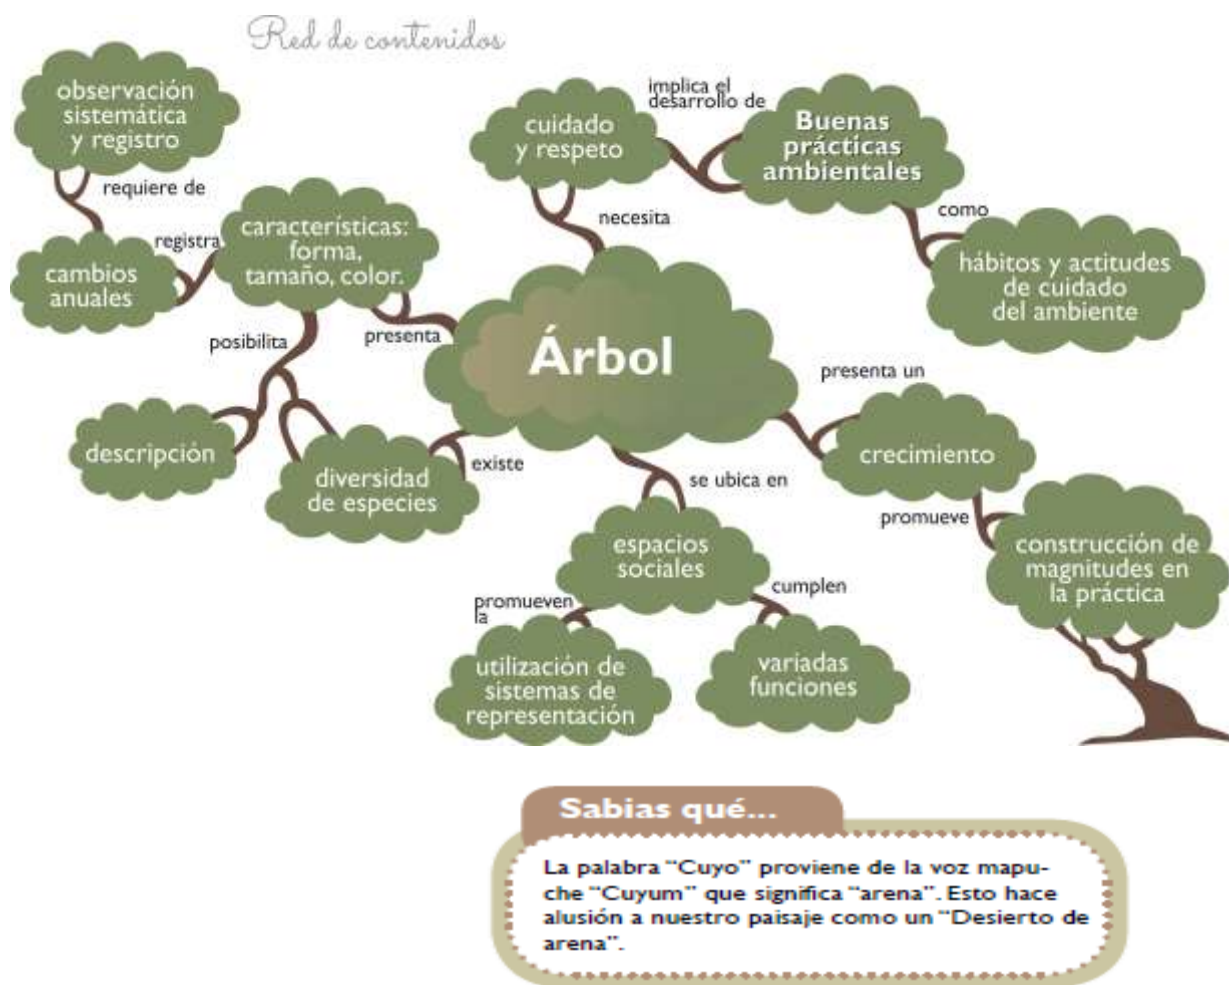 Red de contenidos
observación
sistemática
y registro
requiere de
cambios
anuales
registra
características:
forma,
tamaño, color.
presenta
posibilita
descripción
diversidad
de especies
existe
Árbol
necesita
cuidado
y respeto
implica el
desarrollo de
Buenas
prácticas
ambientales
como
hábitos y actitudes
de cuidado
del ambiente
presenta un
crecimiento
promueve
construcción de
magnitudes en
la práctica
se ubica en
espacios
sociales
promueven
la
utilización de
sistemas de
representación
cumplen
variadas
funciones
Sabias qué...
La palabra “Cuyo” proviene de la voz mapu-
che “Cuyum” que significa “arena”. Esto hace
alusión a nuestro paisaje como un “Desierto de
arena”.